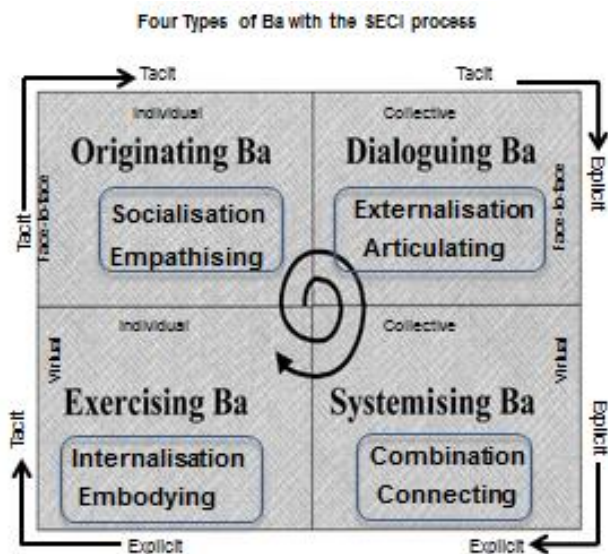 Four Types of Ba with the SECI process
Tacit
Tacit
Individual
Collective
Originating Ba
Dialoguing Ba
Explicit
Tacit
Face-to-face
Face-to-face
Socialisation
Empathising
Externalisation
Articulating
Individual
Collective
Virtual
Virtual
Exercising Ba
Systemising Ba
Tacit
Explicit
Internalisation
Embodying
Combination
Connecting
Explicit
Explicit